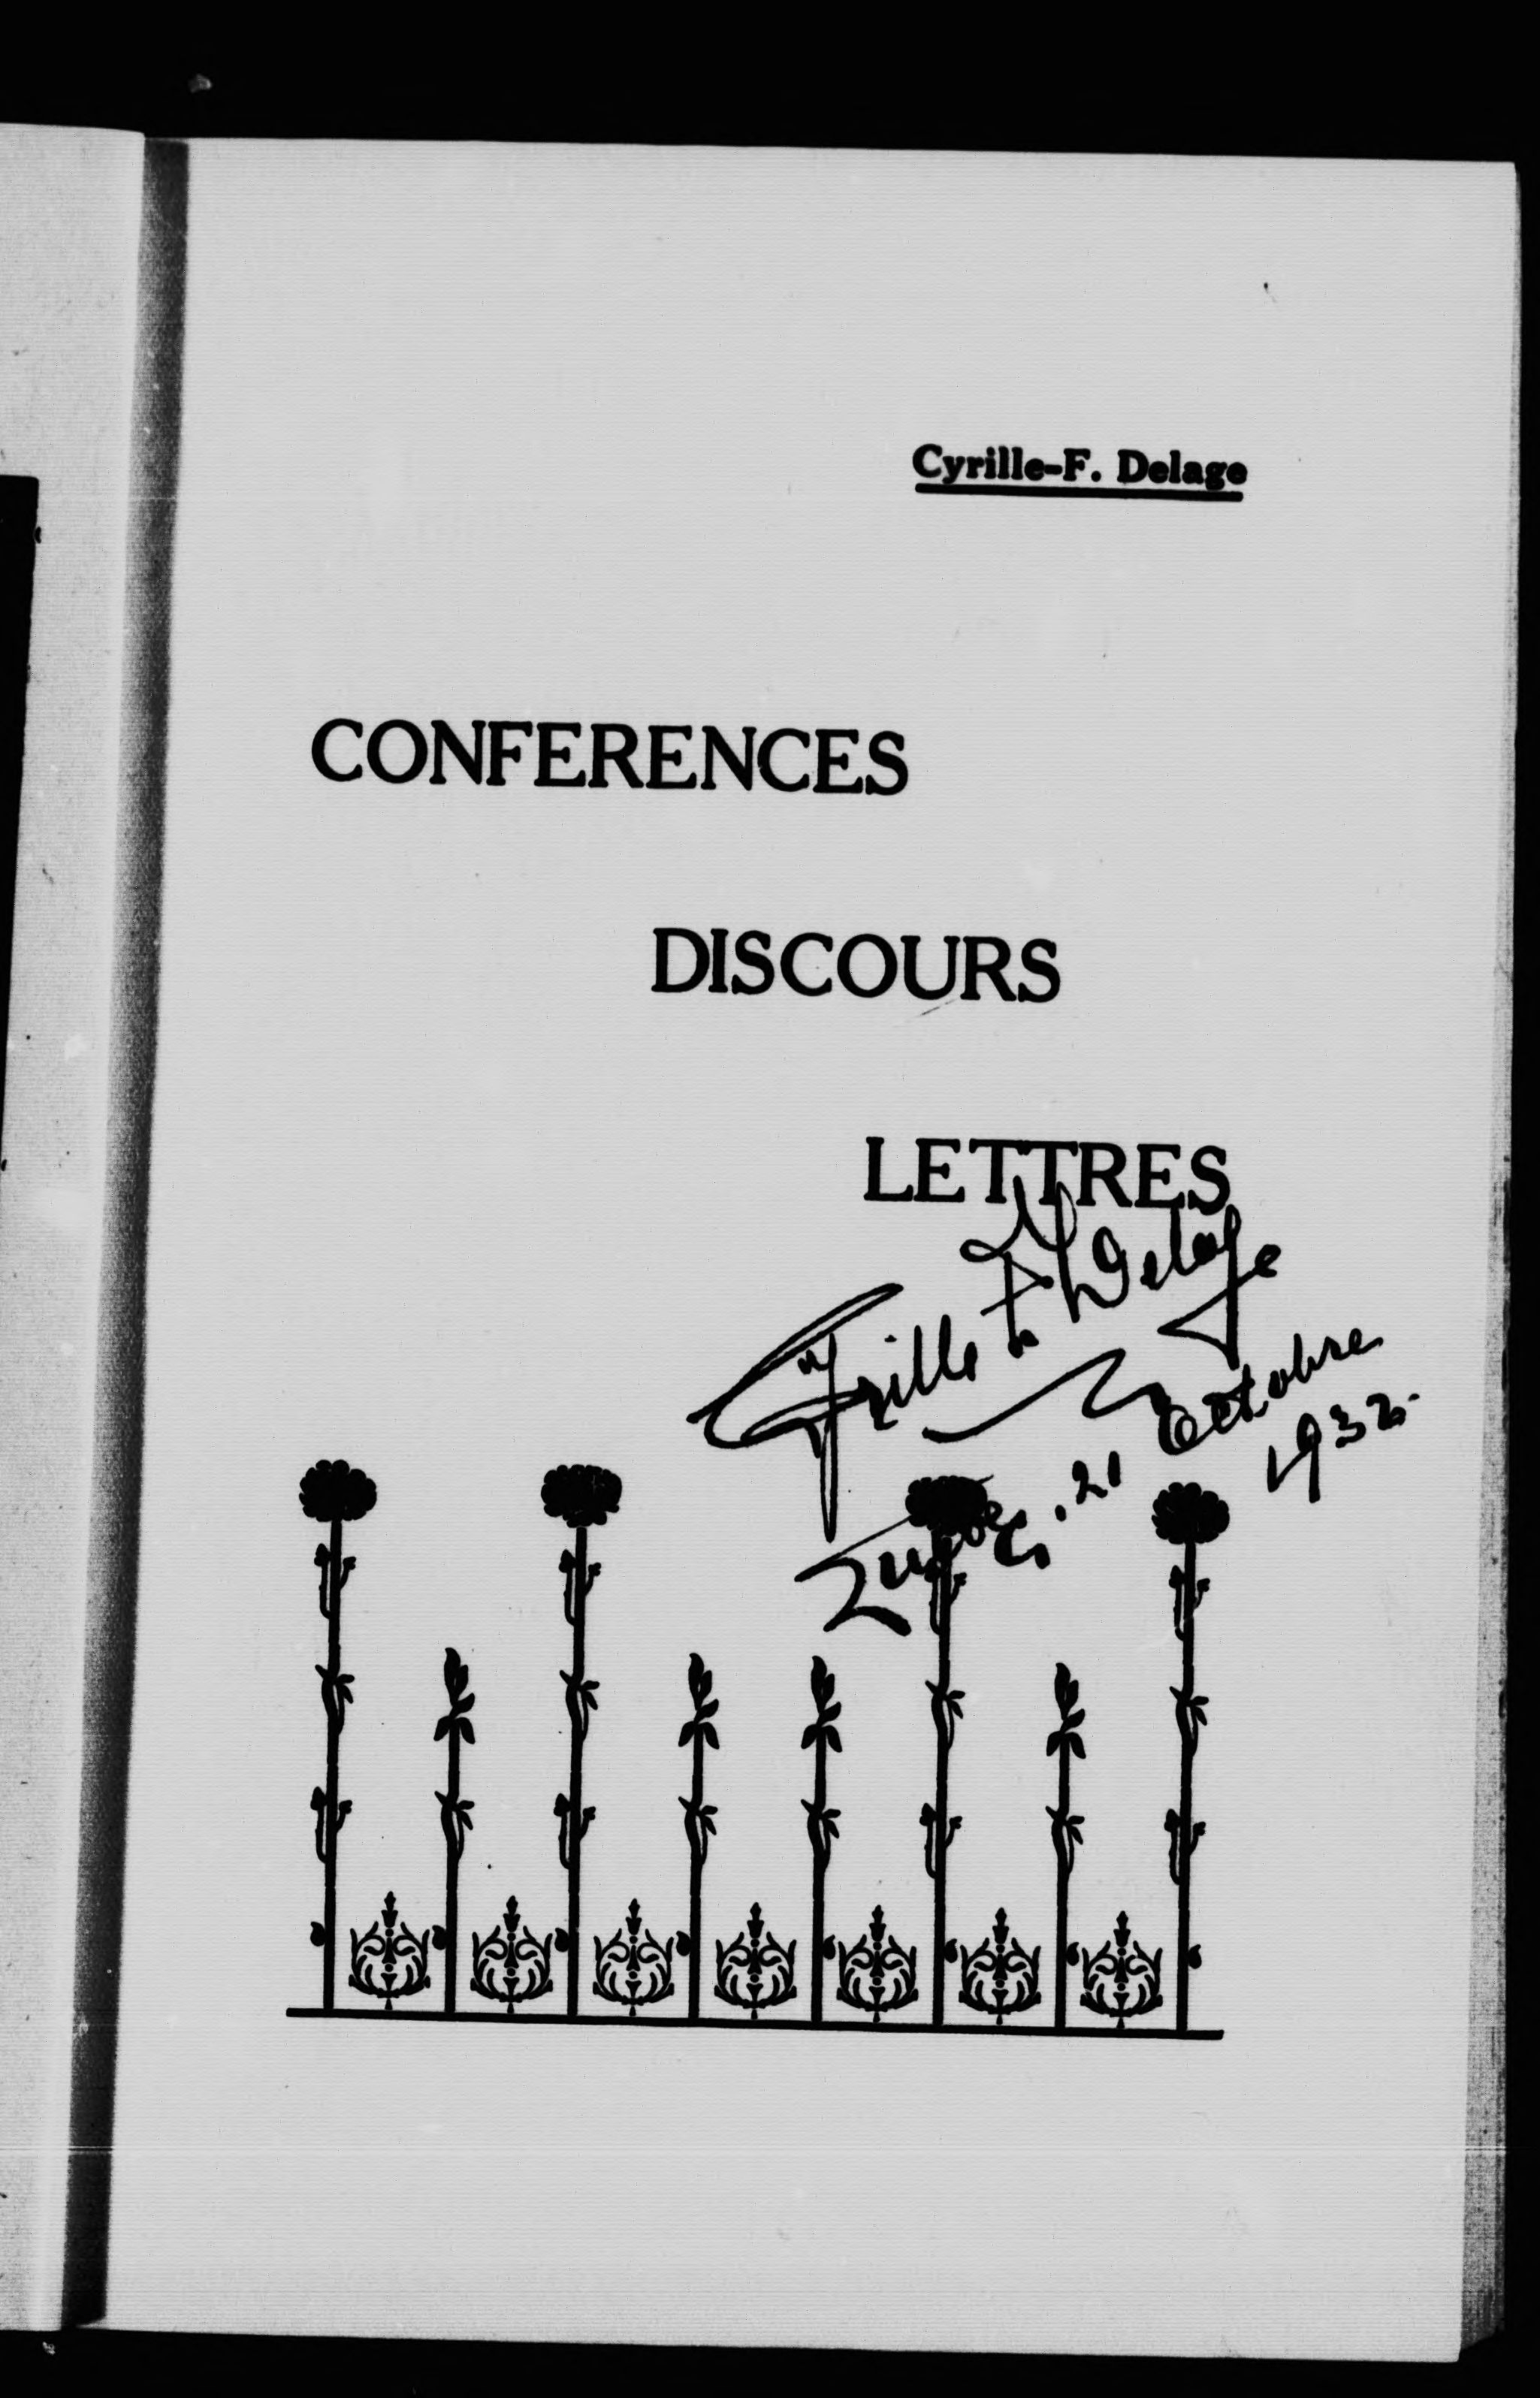 Cyrille-F. Delage
CONFERENCES
DISCOURS
LETTRES
Cyrille F. Delage
Québec, 21 Octobre
1932